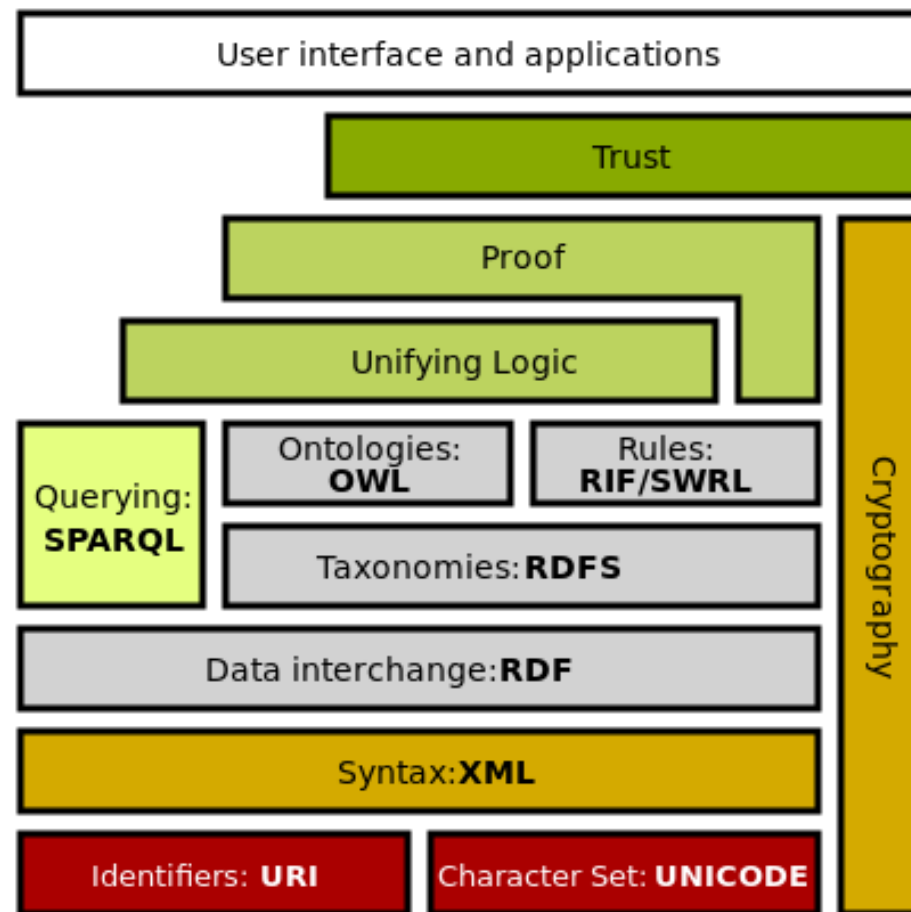 User interface and applications
Trust
Proof
Unifying Logic
Ontologies:
OWL
Rules:
RIF/SWRL
Querying:
SPARQL
Taxonomies:RDFS
Data interchange:RDF
Syntax:XML
Identifiers: URI
Character Set: UNICODE
Cryptography